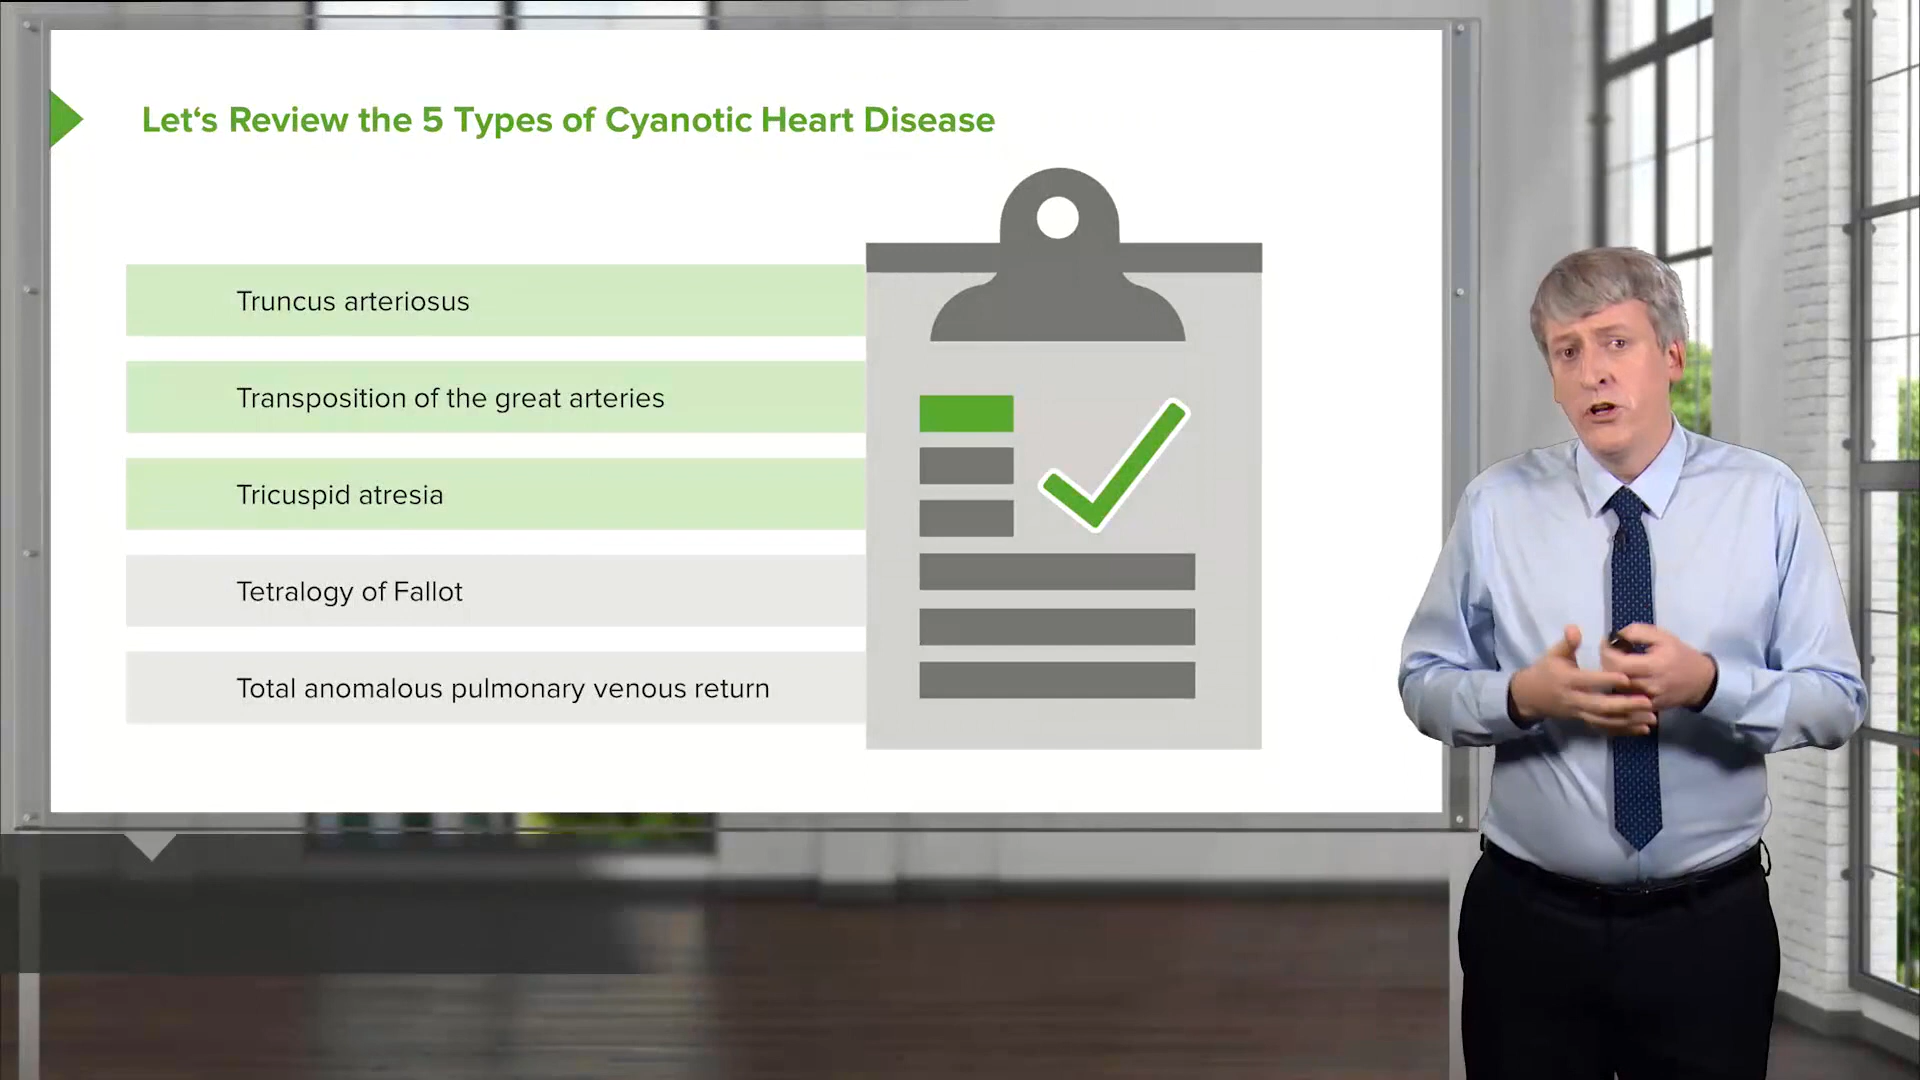 Let‘s Review the 5 Types of Cyanotic Heart Disease
Truncus arteriosus
Transposition of the great arteries
Tricuspid atresia
Tetralogy of Fallot
Total anomalous pulmonary venous return